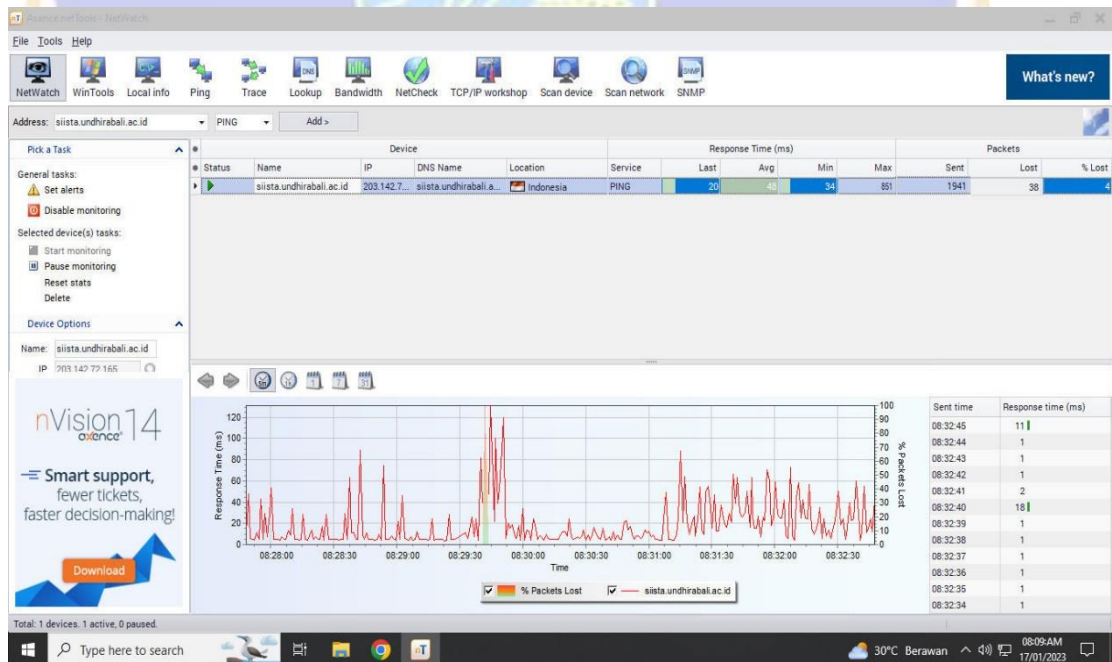 Axence netTools - NetWatch
File Tools Help
NetWatch WinTools Local info Ping Trace Lookup Bandwidth NetCheck TCP/IP workshop Scan device Scan network SNMP
What's new?
Address: siista.undhirabali.ac.id PING Add >
Pick a Task
General tasks:
Set alerts
Disable monitoring
Selected device(s) tasks:
Start monitoring
Pause monitoring
Reset stats
Delete
Device Options
Name: siista.undhirabali.ac.id
IP 203.142.72.165
Device Response Time (ms) Packets
Status Name IP DNS Name Location Service Last Avg Min Max Sent Lost % Lost
siista.undhirabali.ac.id 203.142.7... siista.undhirabali.a... Indonesia PING 20 48 34 851 1941 38 4
nVision 14
axence
Smart support,
fewer tickets,
faster decision-making!
Download
Response Time (ms)
120
100
80
60
40
20
0
08:28:00 08:28:30 08:29:00 08:29:30 08:30:00 08:30:30 08:31:00 08:31:30 08:32:00 08:32:30
Time
100
90
80
70
60
50
40
30
20
10
0
% Packets Lost
% Packets Lost siista.undhirabali.ac.id
Sent time Response time (ms)
08:32:45 11
08:32:44 1
08:32:43 1
08:32:42 1
08:32:41 2
08:32:40 18
08:32:39 1
08:32:38 1
08:32:37 1
08:32:36 1
08:32:35 1
08:32:34 1
Total: 1 devices. 1 active, 0 paused.
Type here to search
30°C Berawan
08:09:AM
17/01/2023